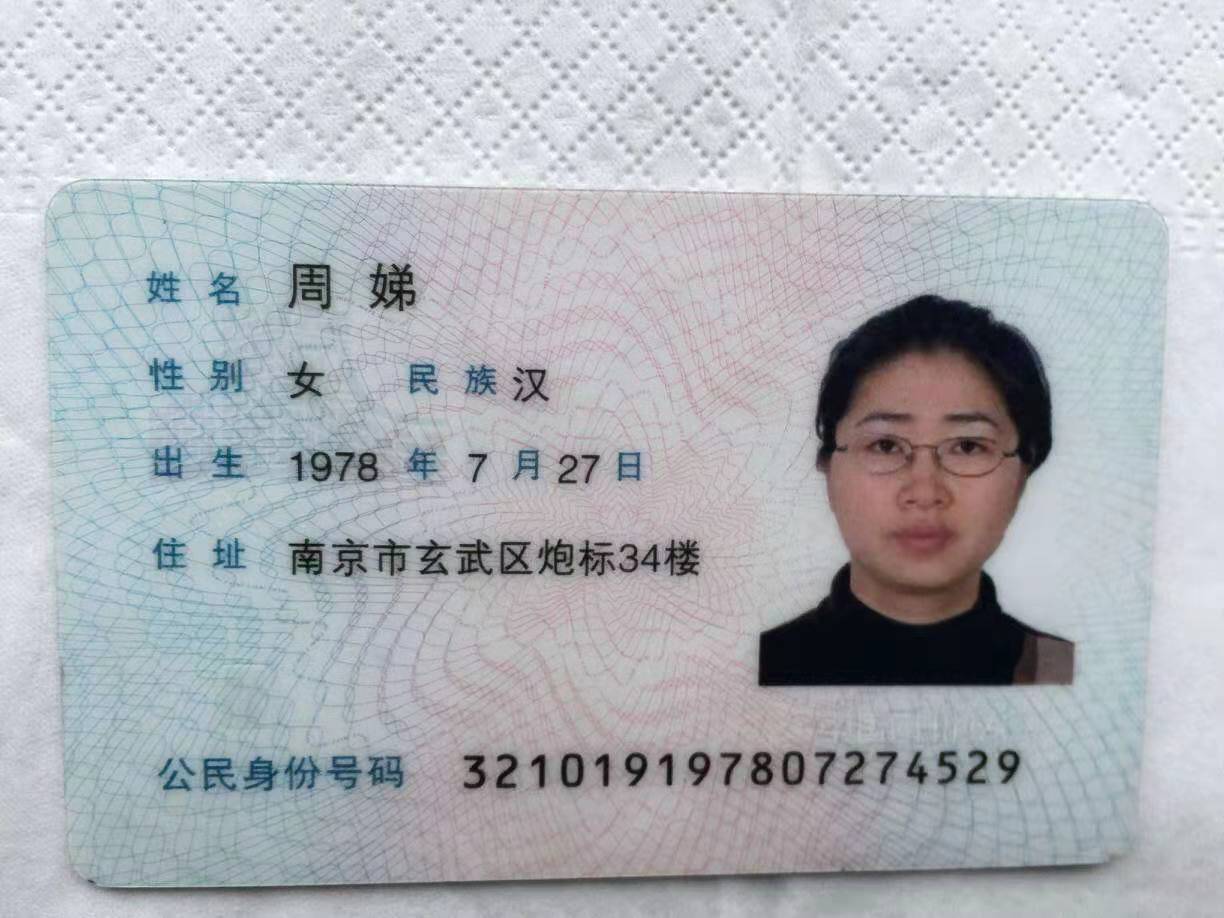 姓名 周娣
性别 女 民族 汉
出生 1978 年 7 月 27 日
住址 南京市玄武区炮标34楼
公民身份号码 321019197807274529